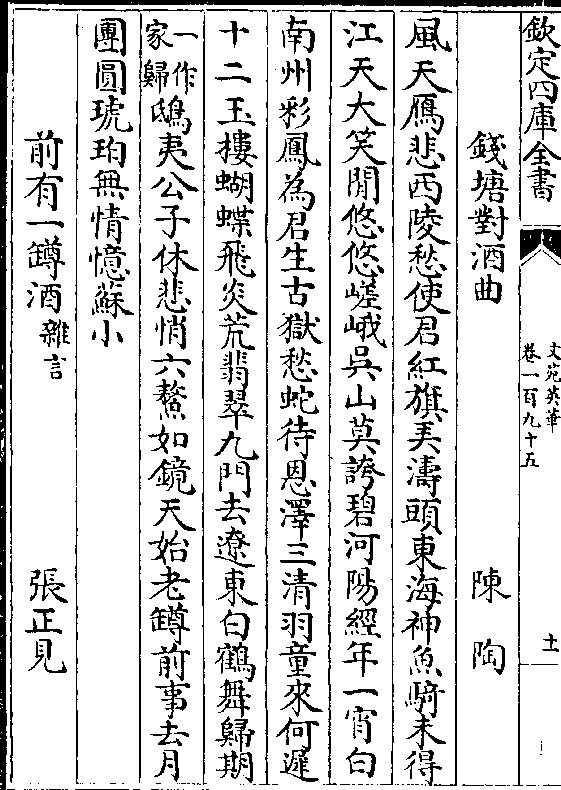 欽定四庫全書
文苑英華
卷一百九十五
十一
錢塘對酒曲 陳陶
風天鴈悲西陵愁使君紅旗弄濤頭東海神魚騎未得
江天大笑閒悠悠嵯峨吳山莫誇碧河陽經年一宵白
南州彩鳳為君生古獄愁蛇待恩澤三清羽童來何遲
十二玉樓蝴蝶飛炎荒翡翠九門去遼東白鶴舞歸期
一作家歸鴟夷公子休悲悄六鰲如鏡天始老罇前事去月
團圓琥珀無情憶蘇小
前有一罇酒雜言 張正見